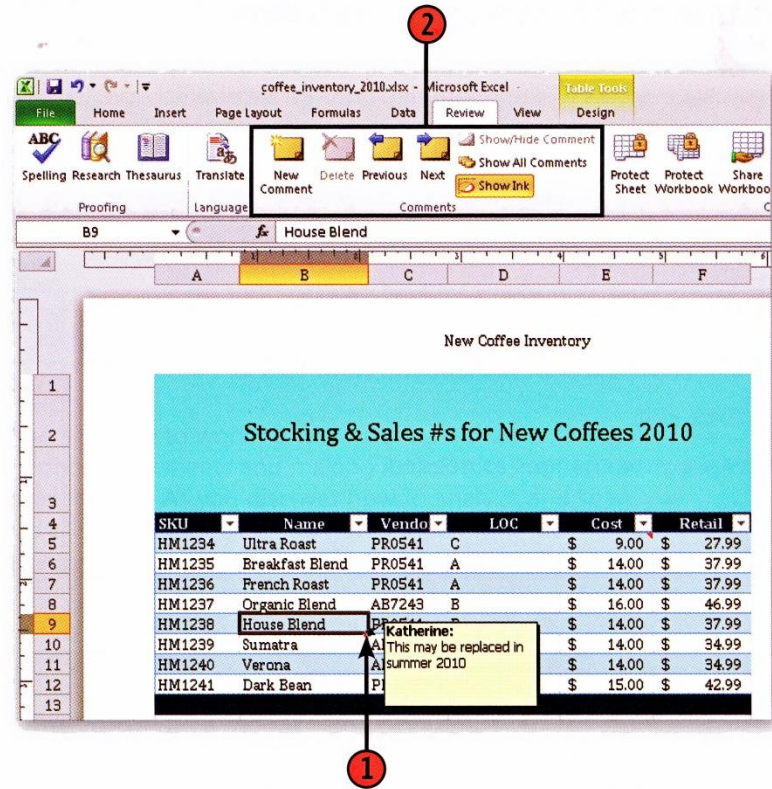 2
coffee_inventory_2010.xlsx - Microsoft Excel
Table Tools
File Home Insert Page Layout Formulas Data Review View Design
ABC
Spelling Research Thesaurus Translate New Comment Delete Previous Next
Show/Hide Comment
Show All Comments
Show Ink
Protect Sheet Protect Workbook Share
Proofing Language Comments
B9 fx House Blend
A B C D E F
New Coffee Inventory
1
2 Stocking & Sales #s for New Coffees 2010
3
4 SKU Name Vendo LOC Cost Retail
5 HM1234 Ultra Roast PR0541 C $ 9.00 $ 27.99
6 HM1235 Breakfast Blend PR0541 A $ 14.00 $ 37.99
7 HM1236 French Roast PR0541 A $ 14.00 $ 37.99
8 HM1237 Organic Blend AB7243 B $ 16.00 $ 46.99
9 HM1238 House Blend $ 14.00 $ 37.99
10 HM1239 Sumatra $ 14.00 $ 34.99
11 HM1240 Verona $ 14.00 $ 34.99
12 HM1241 Dark Bean $ 15.00 $ 42.99
13
Katherine:
This may be replaced in
summer 2010
1